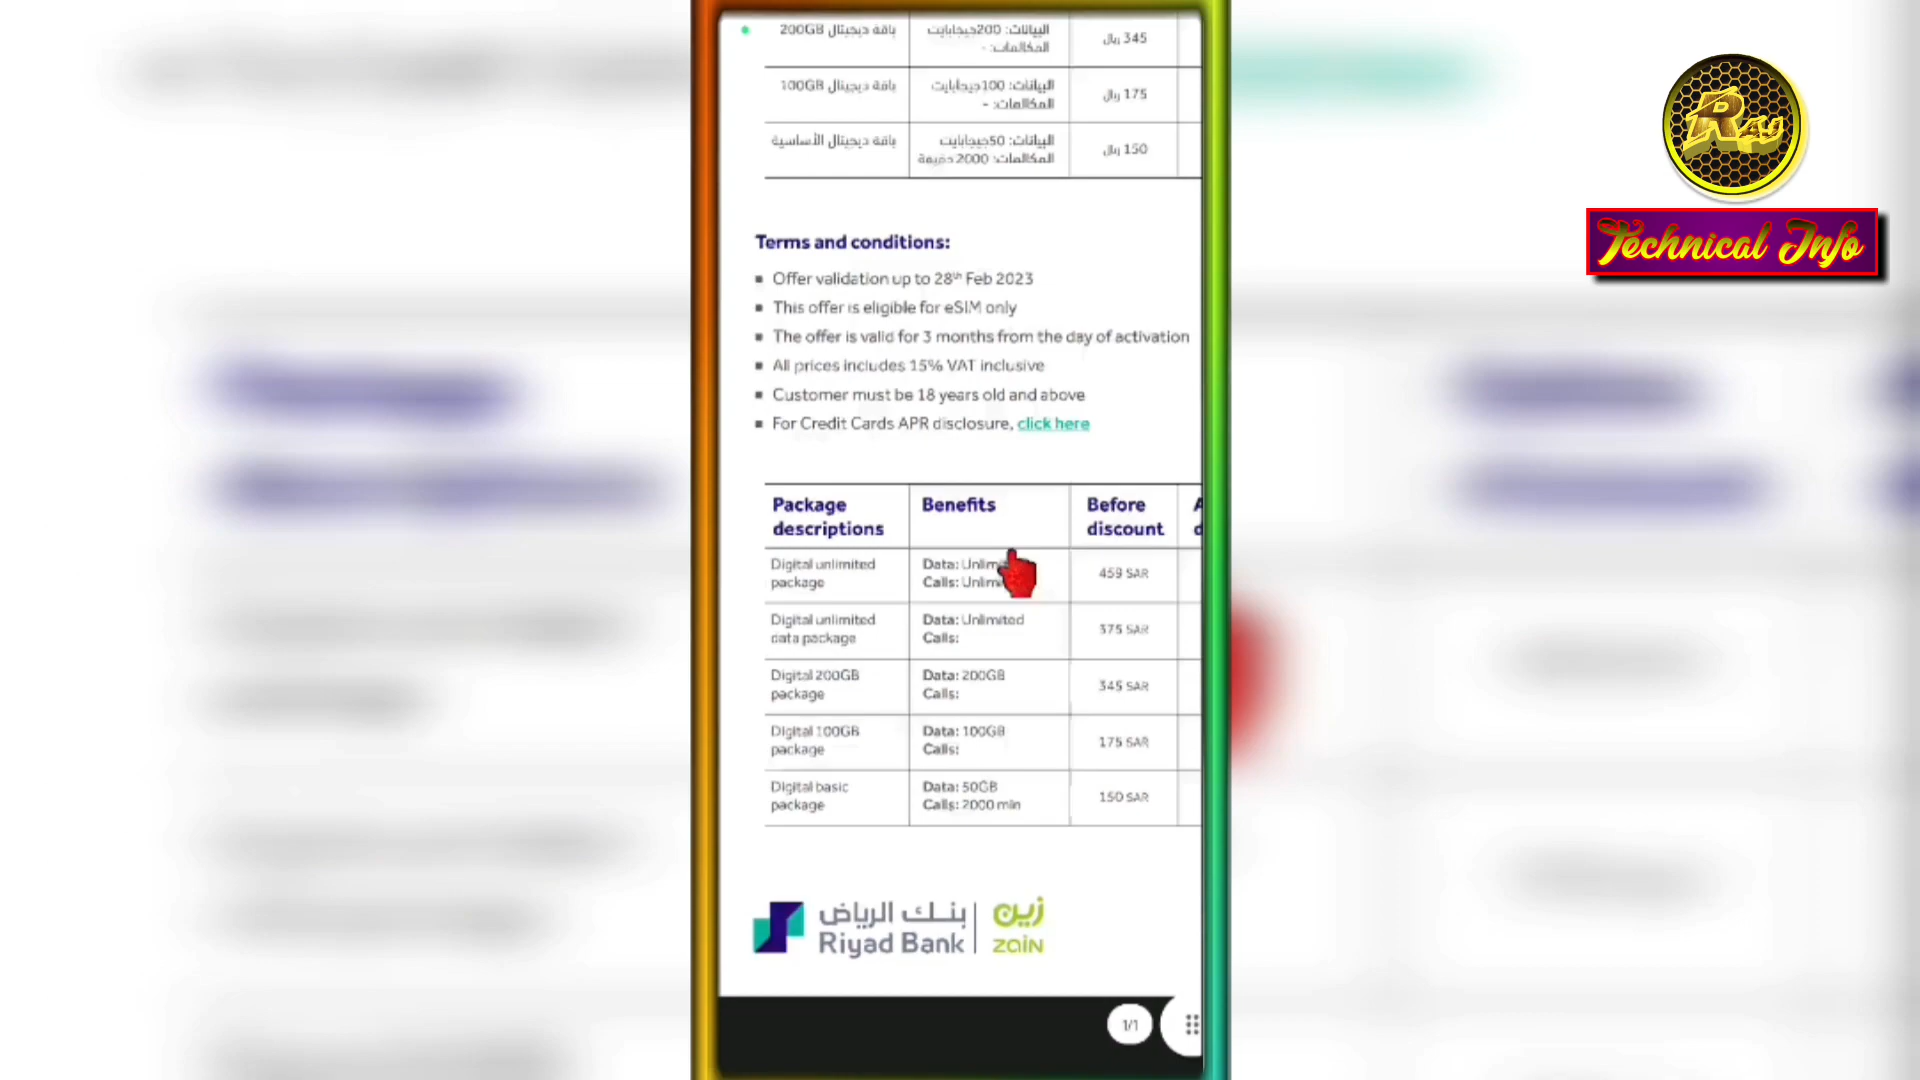 باقة ديجيتال 200GB البيانات: 200جيجابايت 345 ريال
المكالمات: -
باقة ديجيتال 100GB البيانات: 100جيجابايت 175 ريال
المكالمات: -
باقة ديجيتال الأساسية البيانات: 50جيجابايت 150 ريال
المكالمات: 2000 دقيقة
Terms and conditions:
Offer validation up to 28th Feb 2023
This offer is eligible for eSIM only
The offer is valid for 3 months from the day of activation
All prices includes 15% VAT inclusive
Customer must be 18 years old and above
For Credit Cards APR disclosure, click here
Package Benefits Before
descriptions discount
Digital unlimited Data: 459 SAR
package Calls:
Digital unlimited Data: Unlimited 375 SAR
data package Calls:
Digital 200GB Data: 200GB 345 SAR
package Calls:
Digital 100GB Data: 100GB 175 SAR
package Calls:
Digital basic Data: 50GB 150 SAR
package Calls: 2000 min
بنك الرياض زين
Riyad Bank zain
1/1
Ray
Technical Info